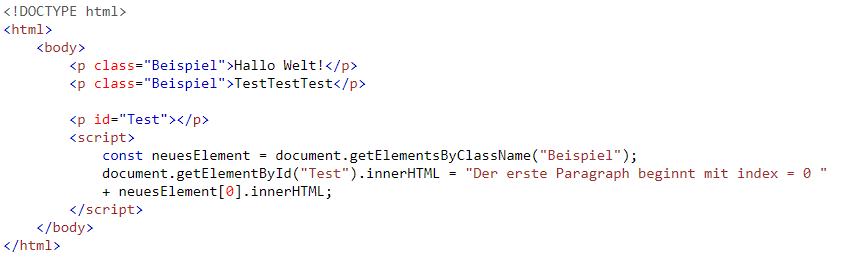 <!DOCTYPE html>
<html>
    <body>
        <p class="Beispiel">Hallo Welt!</p>
        <p class="Beispiel">TestTestTest</p>

        <p id="Test"></p>
        <script>
            const neuesElement = document.getElementsByClassName("Beispiel");
            document.getElementById("Test").innerHTML = "Der erste Paragraph beginnt mit index = 0 "
            + neuesElement[0].innerHTML;
        </script>
    </body>
</html>